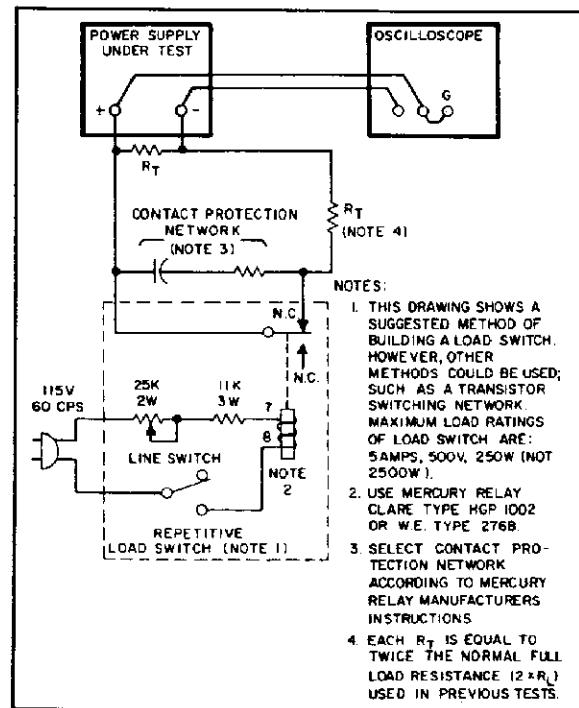 POWER SUPPLY
UNDER TEST
OSCILLOSCOPE
+
-
G
RT
CONTACT PROTECTION
NETWORK
(NOTE 3)
RT
(NOTE 4)
N.C.
N.C.
115V
60 CPS
25K
2W
11K
3W
7
8
LINE SWITCH
NOTE
2
REPETITIVE
LOAD SWITCH (NOTE 1)
NOTES:
1. THIS DRAWING SHOWS A
SUGGESTED METHOD OF
BUILDING A LOAD SWITCH.
HOWEVER, OTHER
METHODS COULD BE USED;
SUCH AS A TRANSISTOR
SWITCHING NETWORK.
MAXIMUM LOAD RATINGS
OF LOAD SWITCH ARE:
5 AMPS, 500V, 250W (NOT
2500W).
2. USE MERCURY RELAY
CLARE TYPE HGP 1002
OR W.E. TYPE 276B.
3. SELECT CONTACT PRO-
TECTION NETWORK
ACCORDING TO MERCURY
RELAY MANUFACTURERS
INSTRUCTIONS
4. EACH RT IS EQUAL TO
TWICE THE NORMAL FULL
LOAD RESISTANCE (2 x RL)
USED IN PREVIOUS TESTS.